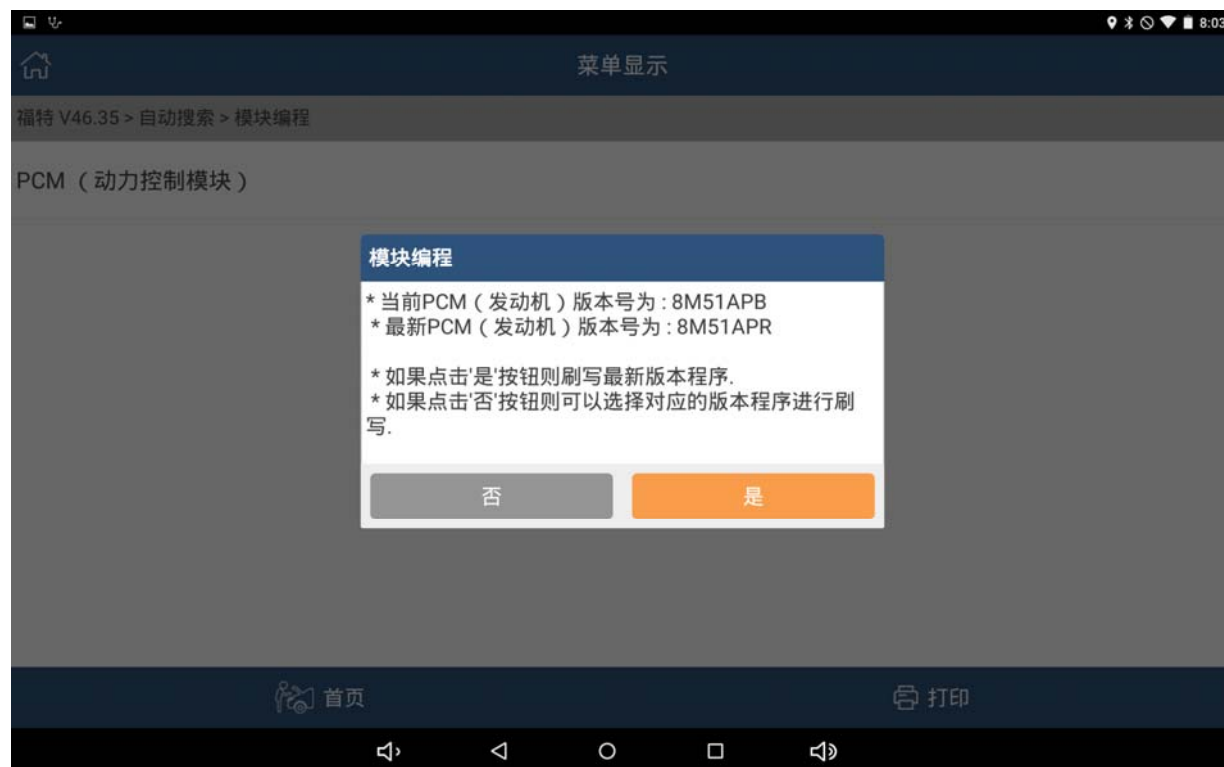 8:03
菜单显示
福特 V46.35 > 自动搜索 > 模块编程
PCM （动力控制模块）
模块编程
* 当前PCM（发动机）版本号为 : 8M51APB
* 最新PCM（发动机）版本号为 : 8M51APR
* 如果点击'是'按钮则刷写最新版本程序.
* 如果点击'否'按钮则可以选择对应的版本程序进行刷
写.
否
是
首页
打印